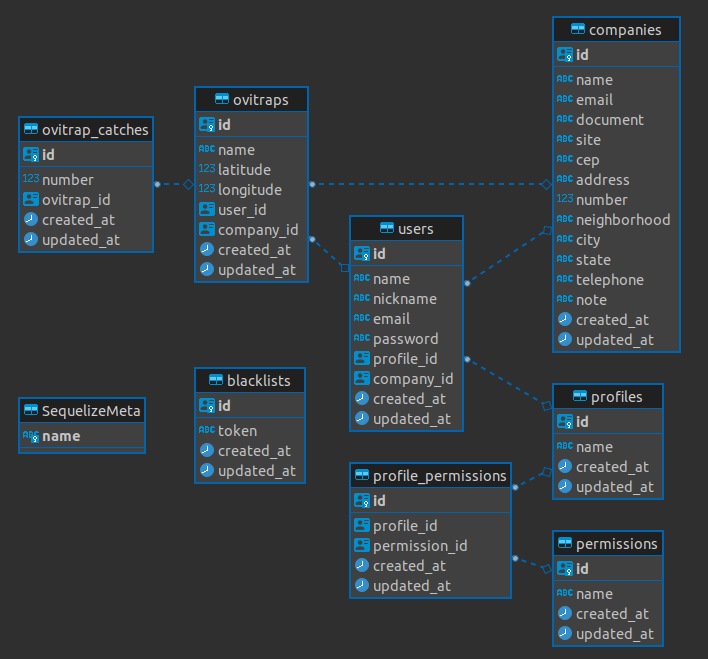 ovitrap_catches
id
123 number
ovitrap_id
created_at
updated_at
ovitraps
id
ABC name
123 latitude
123 longitude
user_id
company_id
created_at
updated_at
companies
id
ABC name
ABC email
ABC document
ABC site
ABC cep
ABC address
123 number
ABC neighborhood
ABC city
ABC state
ABC telephone
ABC note
created_at
updated_at
users
id
ABC name
ABC nickname
ABC email
ABC password
profile_id
company_id
created_at
updated_at
SequelizeMeta
ABC name
blacklists
id
ABC token
created_at
updated_at
profiles
id
ABC name
created_at
updated_at
profile_permissions
id
profile_id
permission_id
created_at
updated_at
permissions
id
ABC name
created_at
updated_at